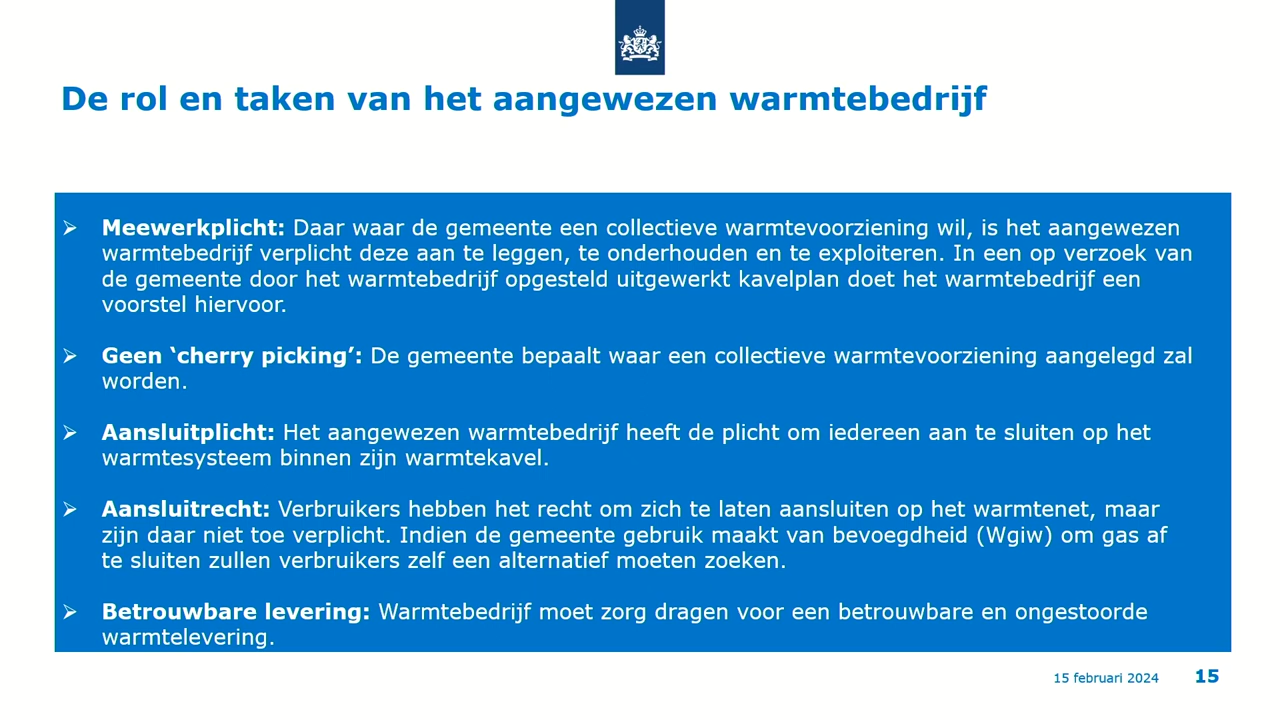 De rol en taken van het aangewezen warmtebedrijf
➢ Meewerkplicht: Daar waar de gemeente een collectieve warmtevoorziening wil, is het aangewezen
warmtebedrijf verplicht deze aan te leggen, te onderhouden en te exploiteren. In een op verzoek van
de gemeente door het warmtebedrijf opgesteld uitgewerkt kavelplan doet het warmtebedrijf een
voorstel hiervoor.
➢ Geen ‘cherry picking’: De gemeente bepaalt waar een collectieve warmtevoorziening aangelegd zal
worden.
➢ Aansluitplicht: Het aangewezen warmtebedrijf heeft de plicht om iedereen aan te sluiten op het
warmtesysteem binnen zijn warmtekavel.
➢ Aansluitrecht: Verbruikers hebben het recht om zich te laten aansluiten op het warmtenet, maar
zijn daar niet toe verplicht. Indien de gemeente gebruik maakt van bevoegdheid (Wgiw) om gas af
te sluiten zullen verbruikers zelf een alternatief moeten zoeken.
➢ Betrouwbare levering: Warmtebedrijf moet zorg dragen voor een betrouwbare en ongestoorde
warmtelevering.
15 februari 2024 15